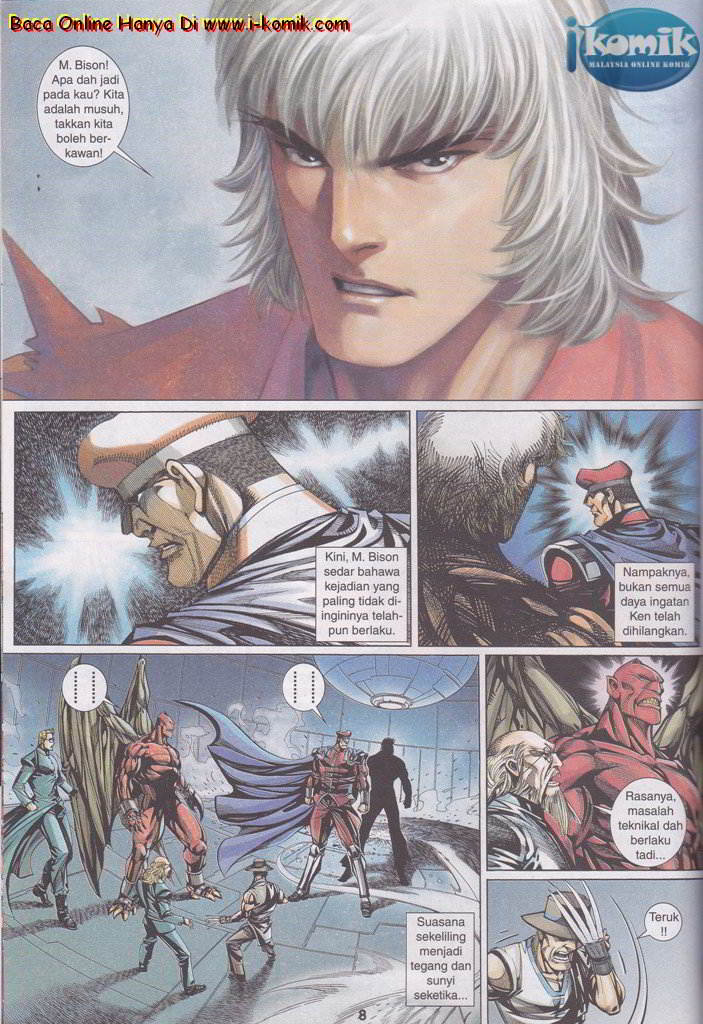 Baca Online Hanya Di www.i-komik.com
ikomik
MALAYSIA ONLINE KOMIK
M. Bison!
Apa dah jadi
pada kau? Kita
adalah musuh,
takkan kita
boleh ber-
kawan!
Kini, M. Bison
sedar bahawa
kejadian yang
paling tidak di-
ingininya telah-
pun berlaku.
Nampaknya,
bukan semua
daya ingatan
Ken telah
dihilangkan.
Suasana
sekeliling
menjadi
tegang dan
sunyi
seketika...
Rasanya,
masalah
teknikal dah
berlaku
tadi...
Teruk
!!
8